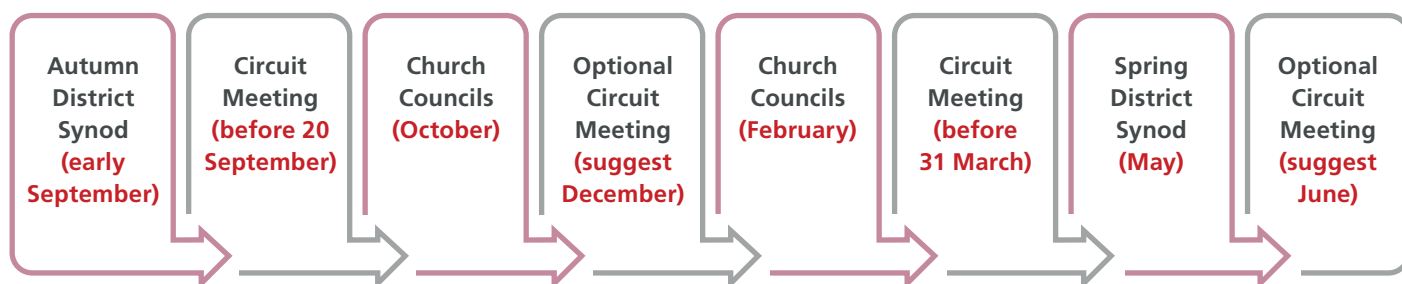 Autumn
District
Synod
(early
September)
Circuit
Meeting
(before 20
September)
Church
Councils
(October)
Optional
Circuit
Meeting
(suggest
December)
Church
Councils
(February)
Circuit
Meeting
(before
31 March)
Spring
District
Synod
(May)
Optional
Circuit
Meeting
(suggest
June)